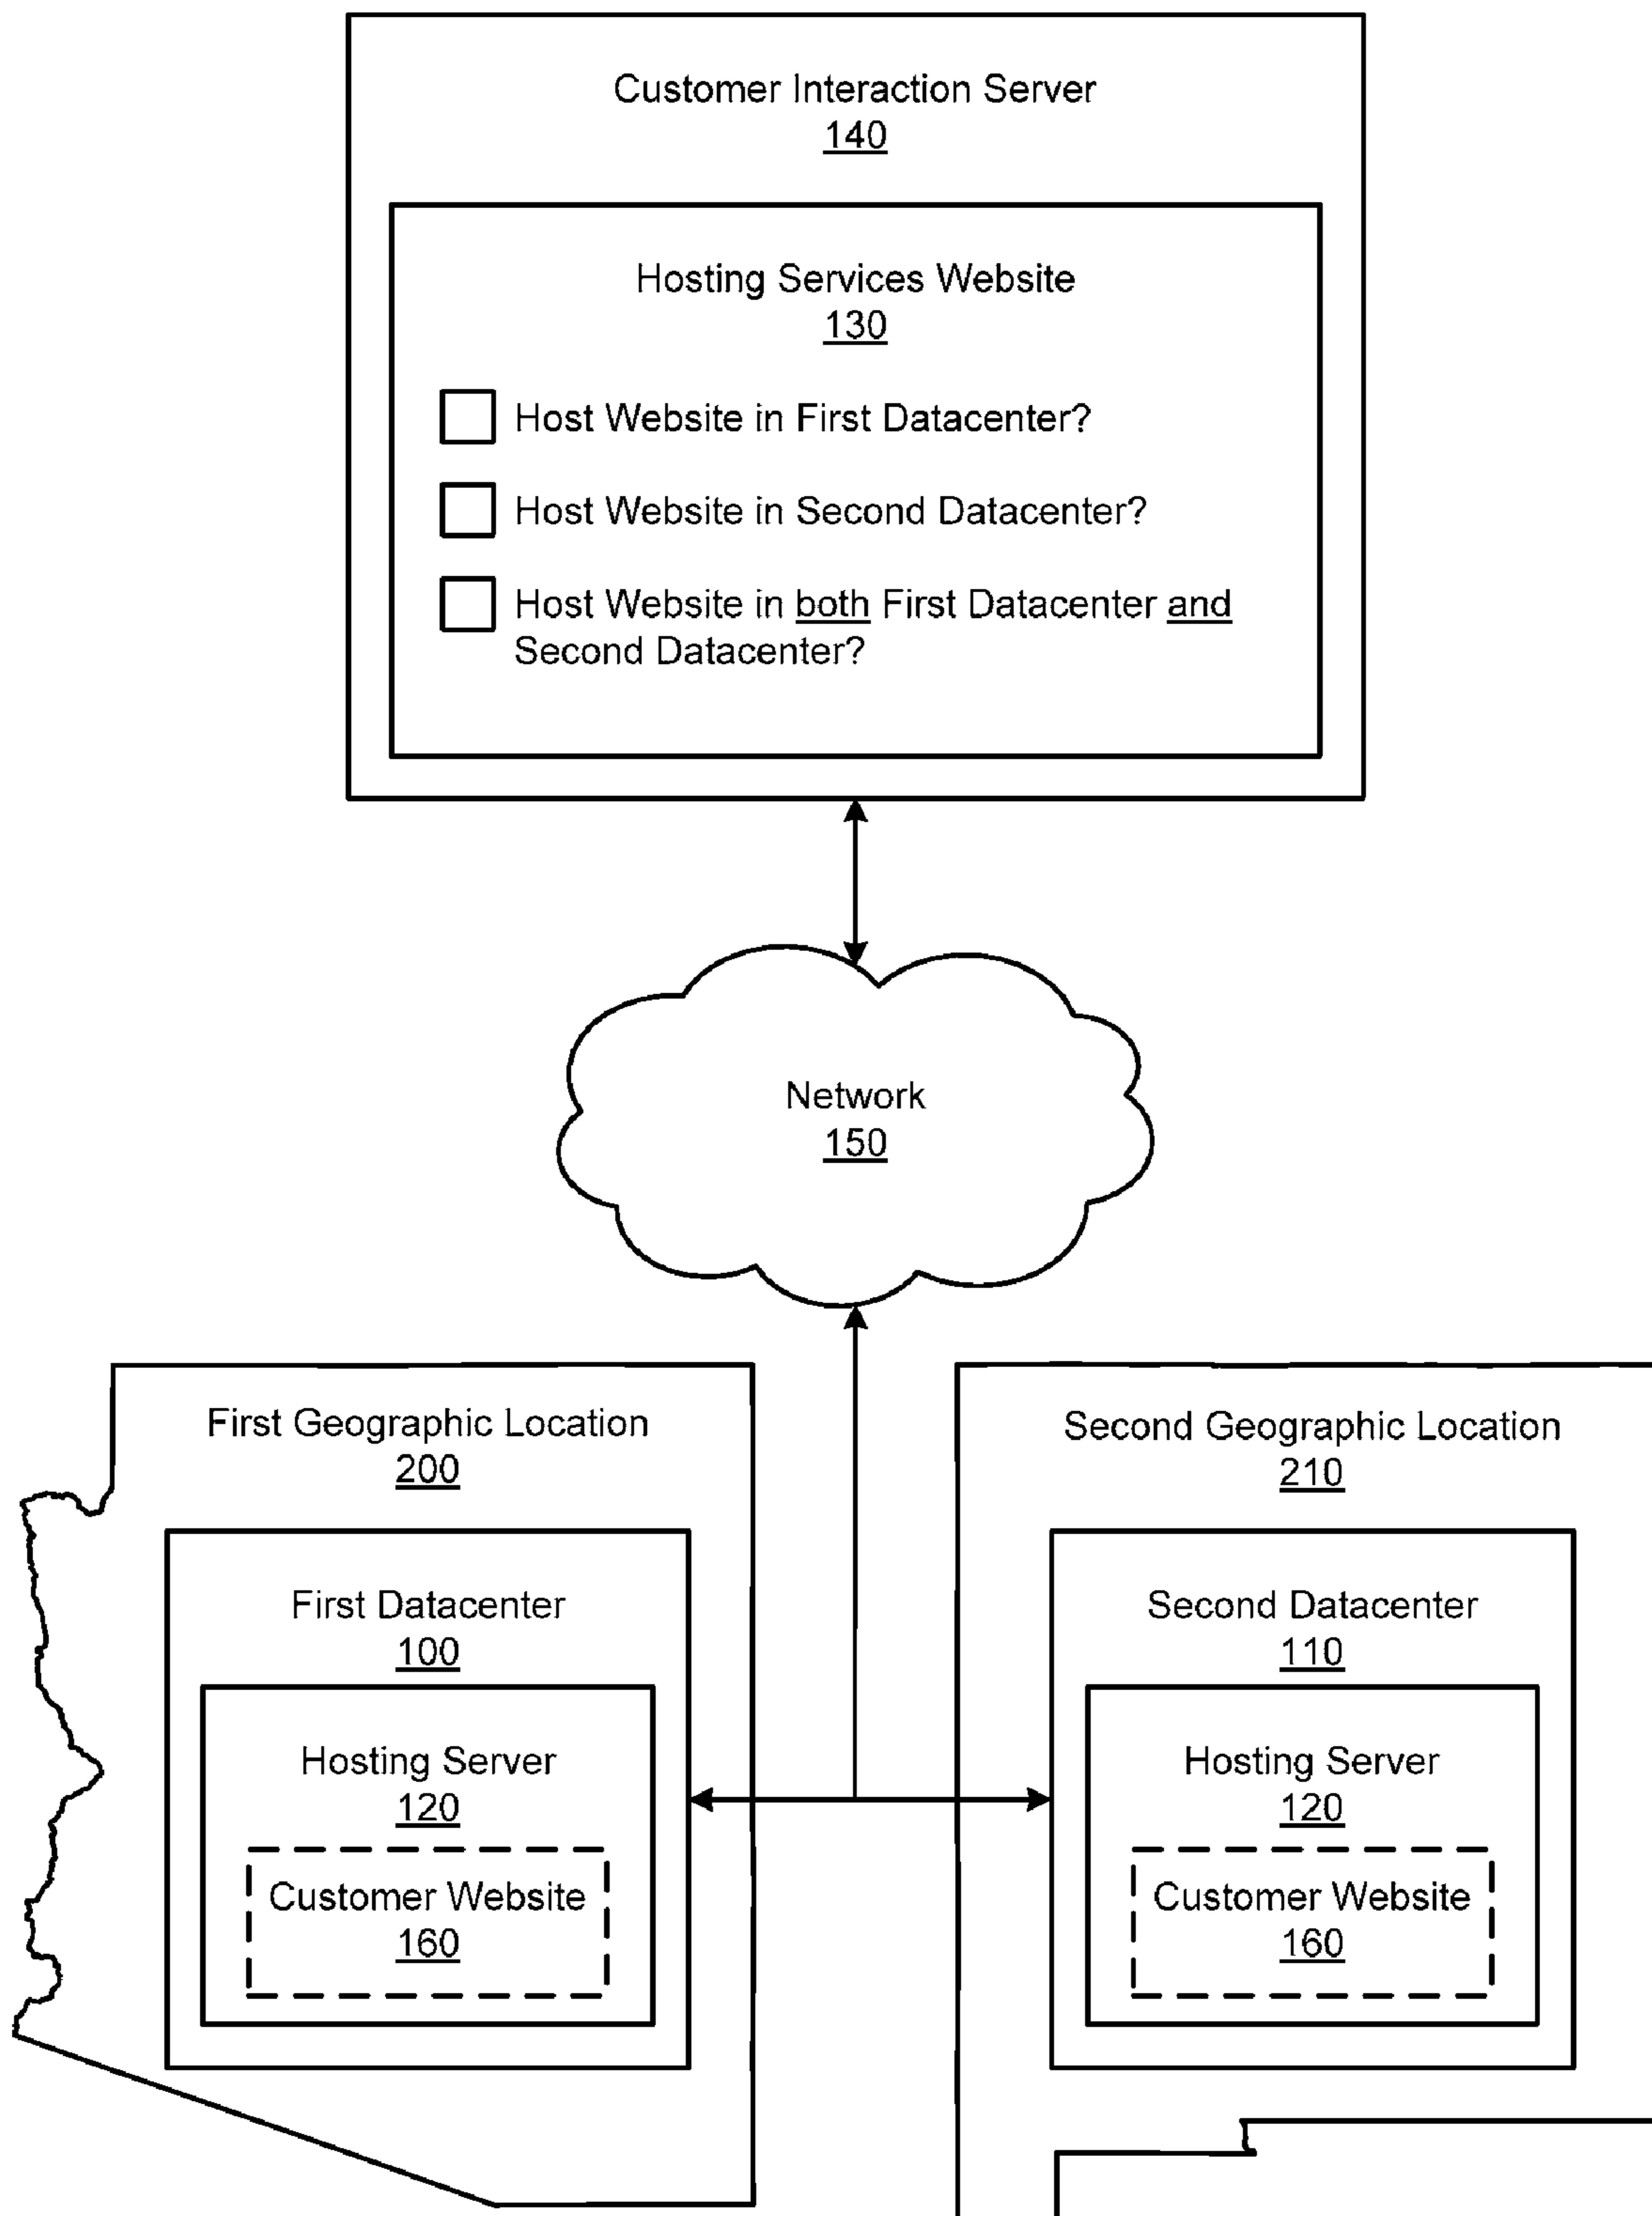 Customer Interaction Server
140
Hosting Services Website
130
Host Website in First Datacenter?
Host Website in Second Datacenter?
Host Website in both First Datacenter and
Second Datacenter?
Network
150
First Geographic Location
200
First Datacenter
100
Hosting Server
120
Customer Website
160
Second Geographic Location
210
Second Datacenter
110
Hosting Server
120
Customer Website
160